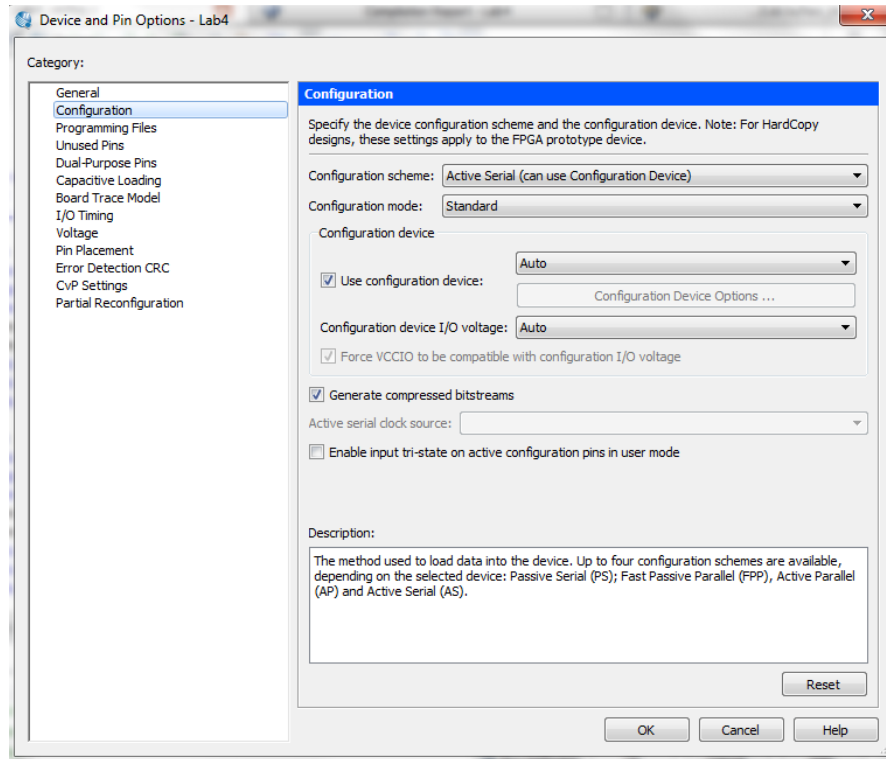 Device and Pin Options - Lab4
Category:
General
Configuration
Programming Files
Unused Pins
Dual-Purpose Pins
Capacitive Loading
Board Trace Model
I/O Timing
Voltage
Pin Placement
Error Detection CRC
CvP Settings
Partial Reconfiguration
Configuration
Specify the device configuration scheme and the configuration device. Note: For HardCopy
designs, these settings apply to the FPGA prototype device.
Configuration scheme: Active Serial (can use Configuration Device)
Configuration mode: Standard
Configuration device
Auto
Use configuration device:
Configuration Device Options ...
Configuration device I/O voltage: Auto
Force VCCIO to be compatible with configuration I/O voltage
Generate compressed bitstreams
Active serial clock source:
Enable input tri-state on active configuration pins in user mode
Description:
The method used to load data into the device. Up to four configuration schemes are available,
depending on the selected device: Passive Serial (PS); Fast Passive Parallel (FPP), Active Parallel
(AP) and Active Serial (AS).
Reset
OK Cancel Help